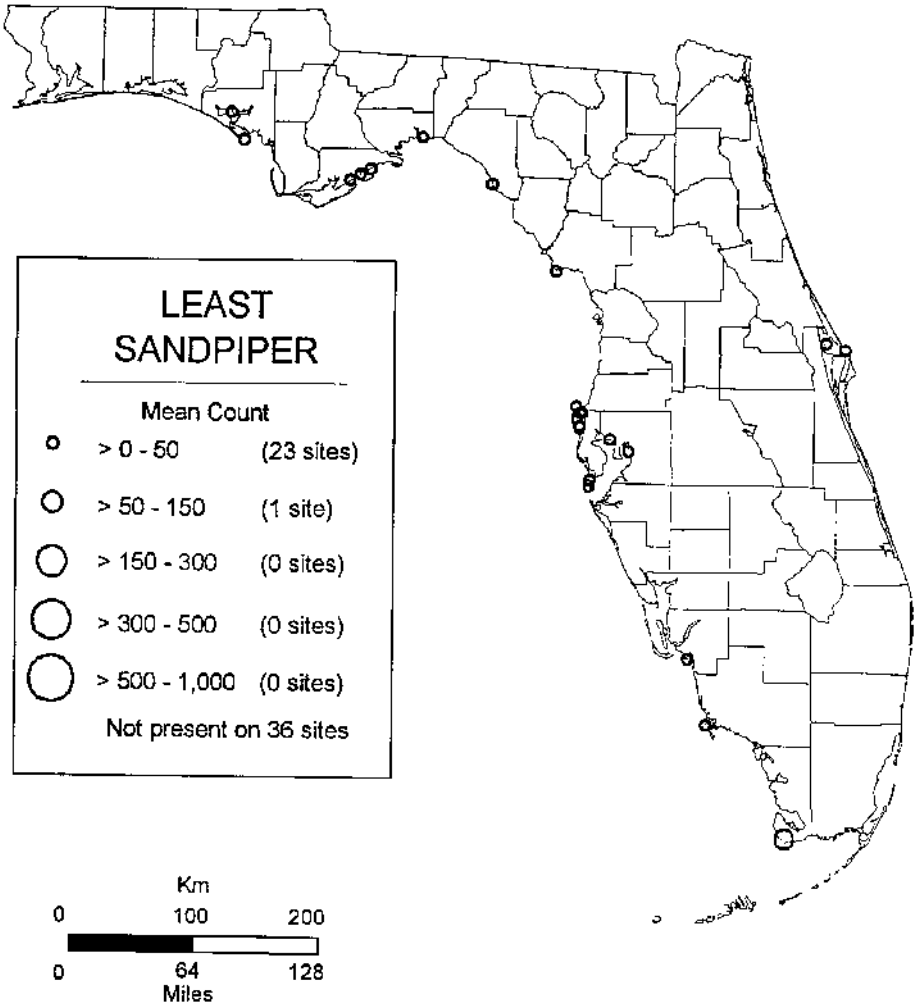 LEAST
SANDPIPER
Mean Count
> 0 - 50 (23 sites)
> 50 - 150 (1 site)
> 150 - 300 (0 sites)
> 300 - 500 (0 sites)
> 500 - 1,000 (0 sites)
Not present on 36 sites
Km
0 100 200
0 64 128
Miles